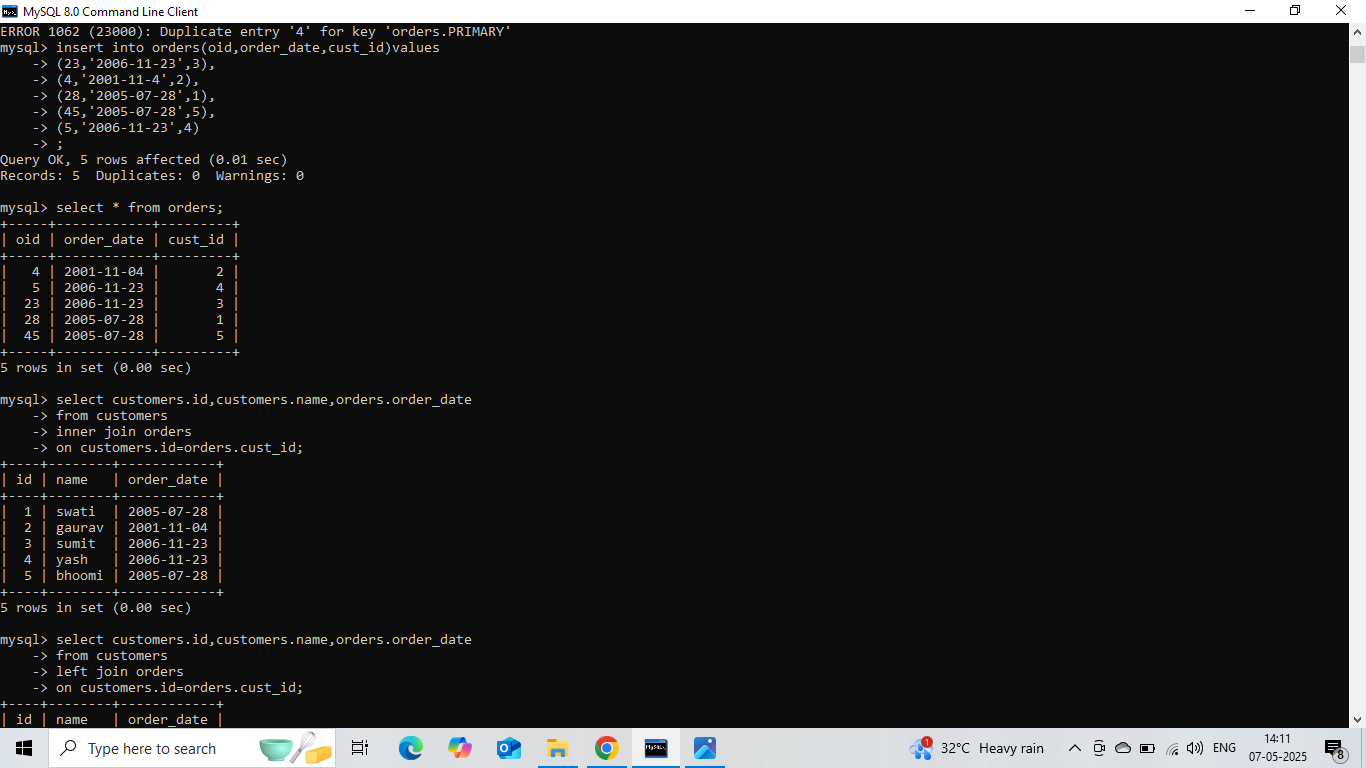 MySQL 8.0 Command Line Client
ERROR 1062 (23000): Duplicate entry '4' for key 'orders.PRIMARY'
mysql> insert into orders(oid,order_date,cust_id)values
    -> (23,'2006-11-23',3),
    -> (4,'2001-11-4',2),
    -> (28,'2005-07-28',1),
    -> (45,'2005-07-28',5),
    -> (5,'2006-11-23',4)
    -> ;
Query OK, 5 rows affected (0.01 sec)
Records: 5  Duplicates: 0  Warnings: 0

mysql> select * from orders;
+-----+------------+---------+
| oid | order_date | cust_id |
+-----+------------+---------+
|   4 | 2001-11-04 |       2 |
|   5 | 2006-11-23 |       4 |
|  23 | 2006-11-23 |       3 |
|  28 | 2005-07-28 |       1 |
|  45 | 2005-07-28 |       5 |
+-----+------------+---------+
5 rows in set (0.00 sec)

mysql> select customers.id,customers.name,orders.order_date
    -> from customers
    -> inner join orders
    -> on customers.id=orders.cust_id;
+----+--------+------------+
| id | name   | order_date |
+----+--------+------------+
|  1 | swati  | 2005-07-28 |
|  2 | gaurav | 2001-11-04 |
|  3 | sumit  | 2006-11-23 |
|  4 | yash   | 2006-11-23 |
|  5 | bhoomi | 2005-07-28 |
+----+--------+------------+
5 rows in set (0.00 sec)

mysql> select customers.id,customers.name,orders.order_date
    -> from customers
    -> left join orders
    -> on customers.id=orders.cust_id;
+----+--------+------------+
| id | name   | order_date |
Type here to search
MySQL
1
32°C Heavy rain
ENG
14:11
07-05-2025
8